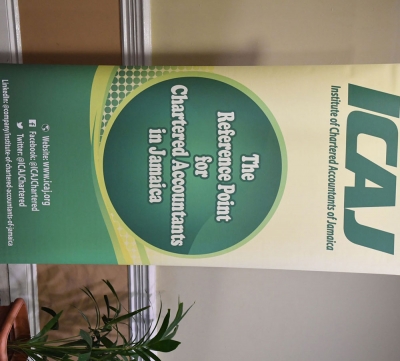 ICAJ
Institute of Chartered Accountants of Jamaica
The
Reference Point
for
Chartered Accountants
in Jamaica
Website: www.icaj.org
Facebook: @ICAJChartered
Twitter: @ICAJChartered
LinkedIn: @company/institute-of-chartered-accountants-of-jamaica